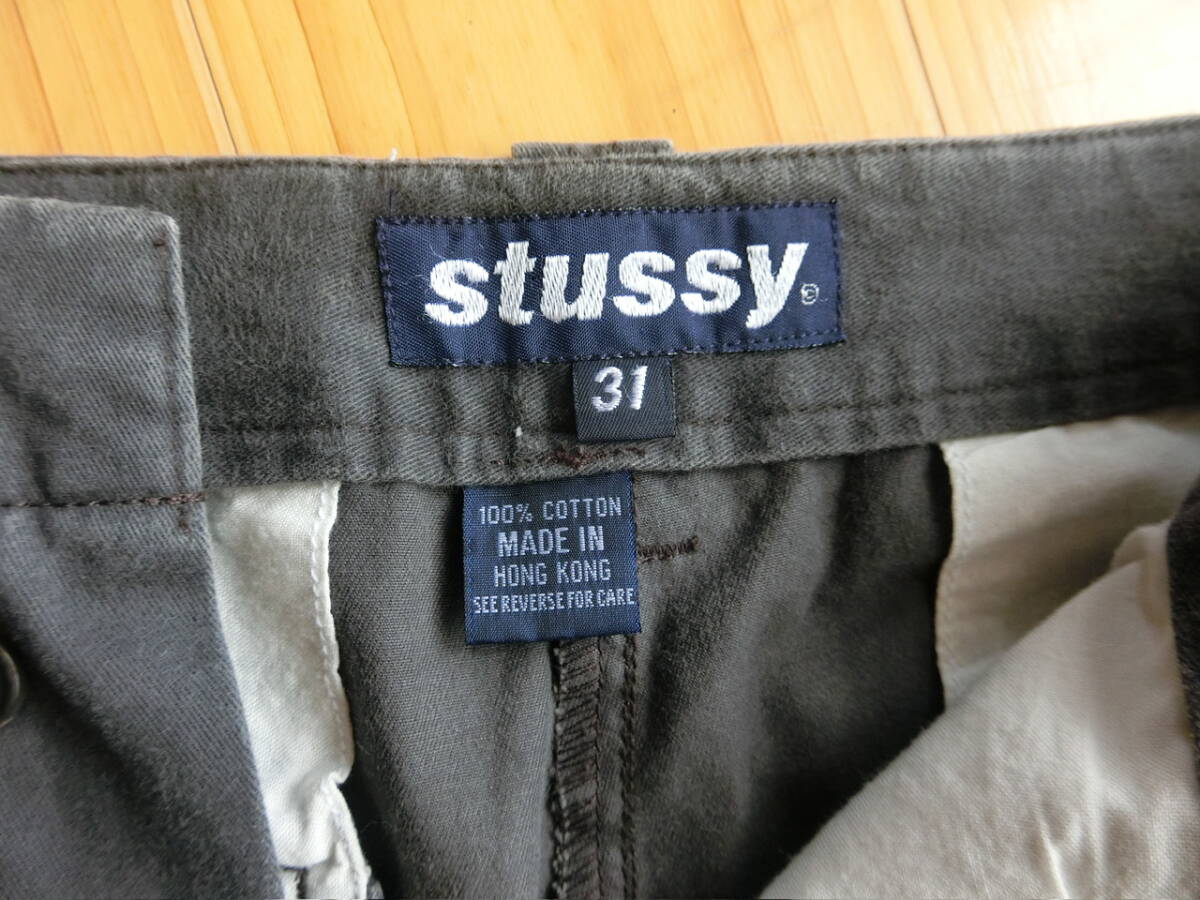 stussy©
31
100% COTTON
MADE IN
HONG KONG
SEE REVERSE FOR CARE